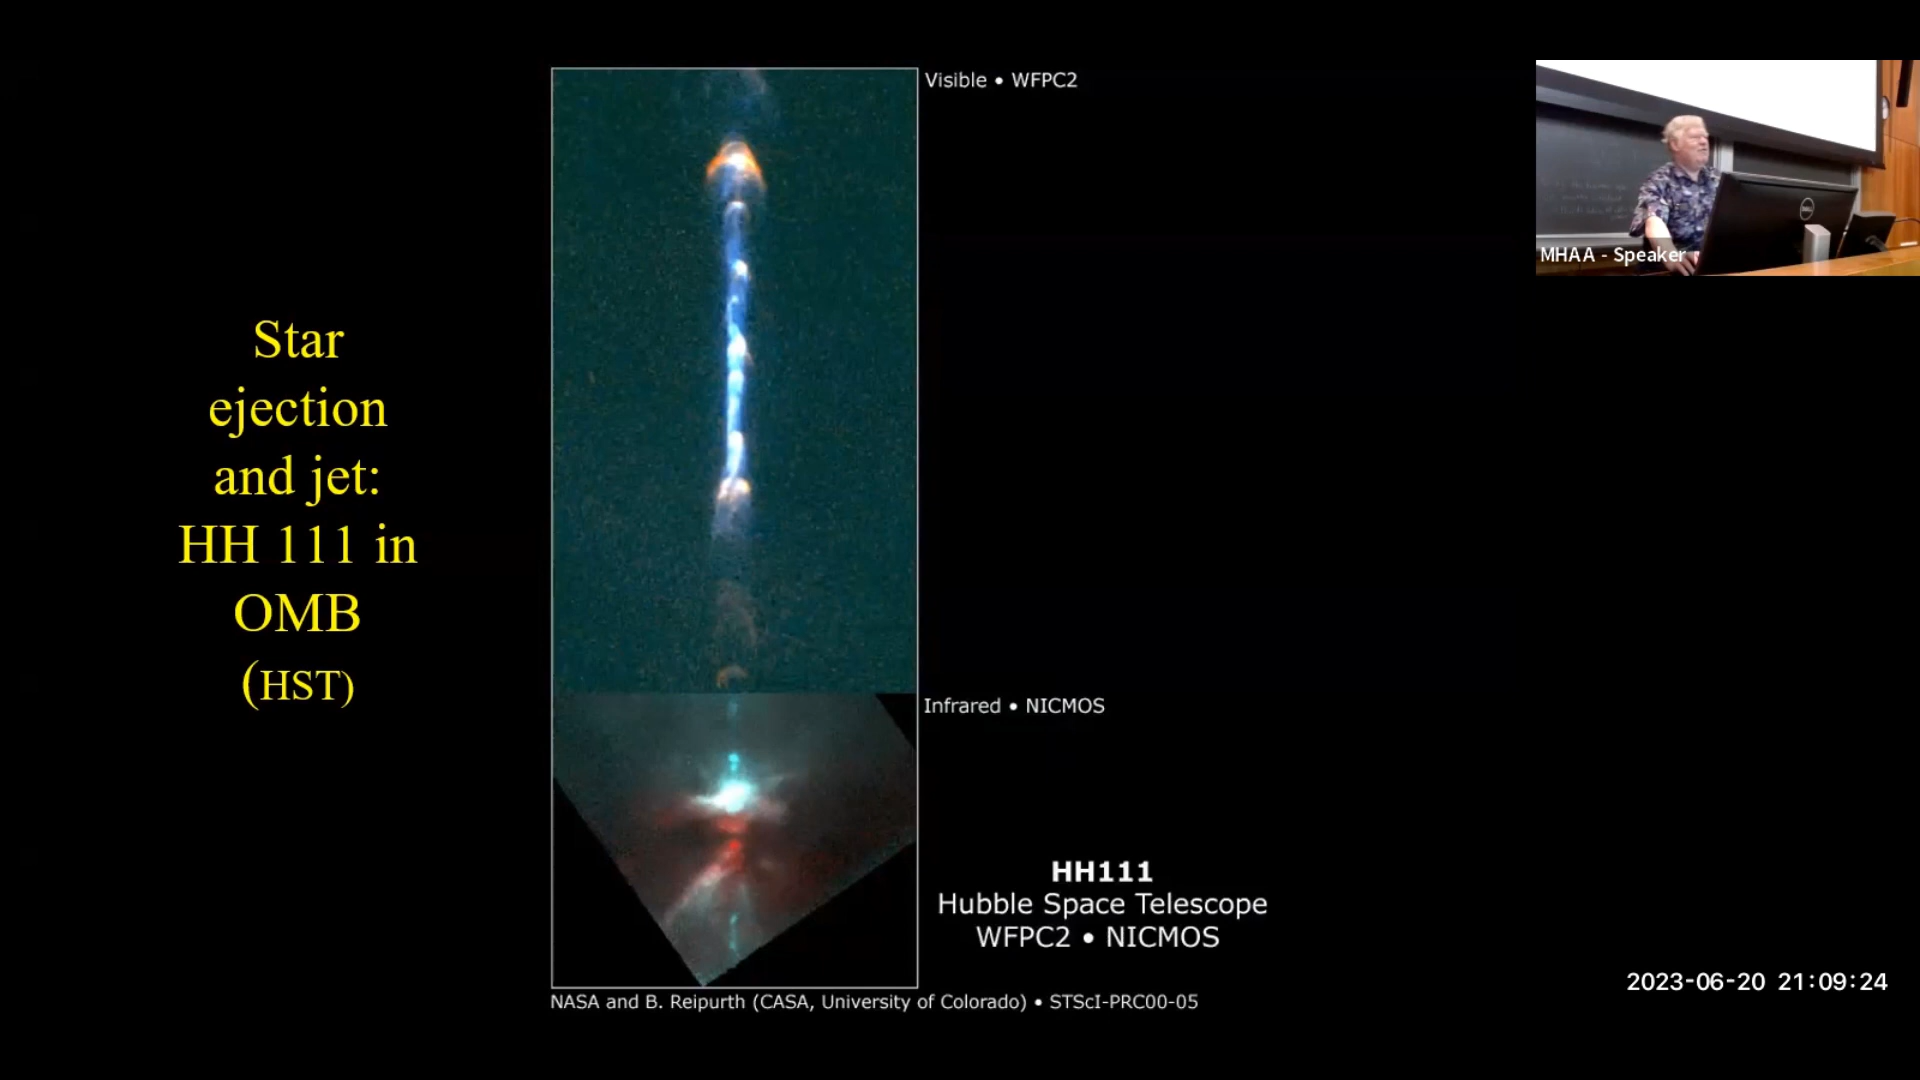 Visible • WFPC2
MHAA - Speaker
Star
ejection
and jet:
HH 111 in
OMB
(HST)
Infrared • NICMOS
HH111
Hubble Space Telescope
WFPC2 • NICMOS
2023-06-20 21:09:24
NASA and B. Reipurth (CASA, University of Colorado) • STScI-PRC00-05
DELL